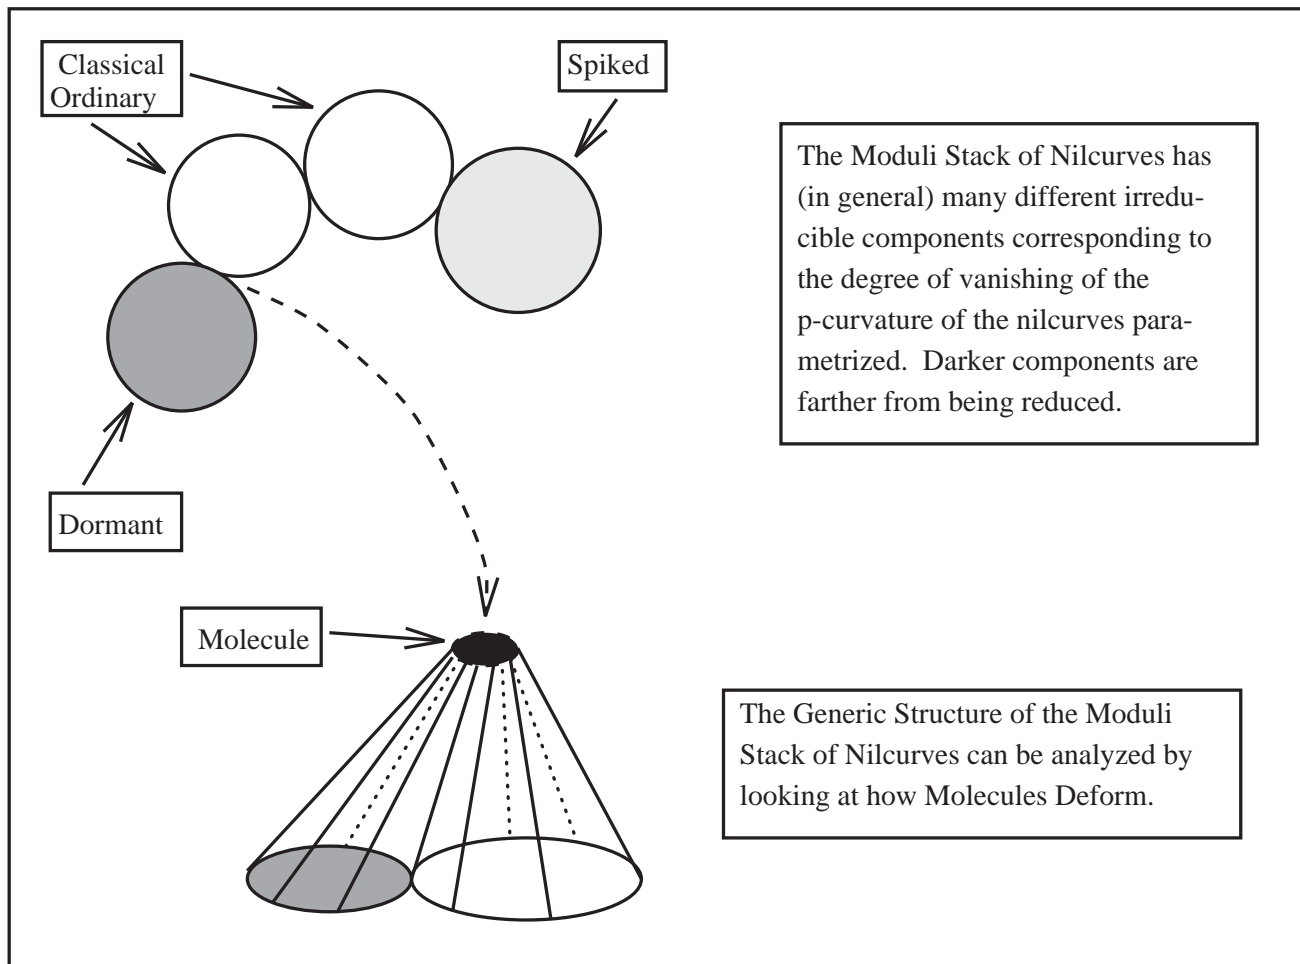 Classical
Ordinary
Spiked
The Moduli Stack of Nilcurves has
(in general) many different irredu-
cible components corresponding to
the degree of vanishing of the
p-curvature of the nilcurves para-
metrized. Darker components are
farther from being reduced.
Dormant
Molecule
The Generic Structure of the Moduli
Stack of Nilcurves can be analyzed by
looking at how Molecules Deform.